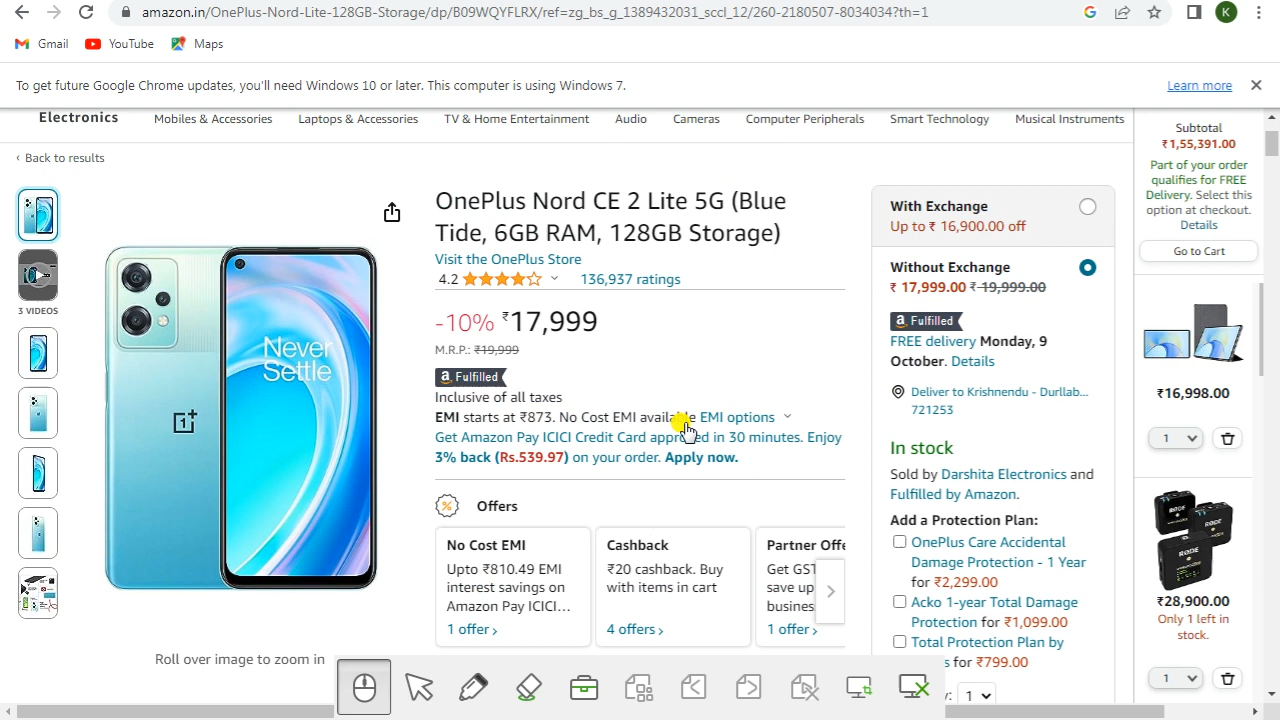 amazon.in/OnePlus-Nord-Lite-128GB-Storage/dp/B09WQYFLRX/ref=zg_bs_g_1389432031_sccl_12/260-2180507-8034034?th=1
K
Gmail YouTube Maps
To get future Google Chrome updates, you'll need Windows 10 or later. This computer is using Windows 7.
Learn more
Electronics Mobiles & Accessories Laptops & Accessories TV & Home Entertainment Audio Cameras Computer Peripherals Smart Technology Musical Instruments
‹ Back to results
3 VIDEOS
Never
Settle
Roll over image to zoom in
OnePlus Nord CE 2 Lite 5G (Blue
Tide, 6GB RAM, 128GB Storage)
Visit the OnePlus Store
4.2 136,937 ratings
-10% ₹17,999
M.R.P.: ₹19,999
a Fulfilled
Inclusive of all taxes
EMI starts at ₹873. No Cost EMI available EMI options
Get Amazon Pay ICICI Credit Card approved in 30 minutes. Enjoy
3% back (Rs.539.97) on your order. Apply now.
% Offers
No Cost EMI
Upto ₹810.49 EMI
interest savings on
Amazon Pay ICICI...
1 offer ›
Cashback
₹20 cashback. Buy
with items in cart
4 offers ›
Partner Offe
Get GST
save up
busines
1 offer ›
With Exchange
Up to ₹ 16,900.00 off
Without Exchange
₹ 17,999.00 ₹ 19,999.00
a Fulfilled
FREE delivery Monday, 9
October. Details
Deliver to Krishnendu - Durllab...
721253
In stock
Sold by Darshita Electronics and
Fulfilled by Amazon.
Add a Protection Plan:
OnePlus Care Accidental
Damage Protection - 1 Year
for ₹2,299.00
Acko 1-year Total Damage
Protection for ₹1,099.00
Total Protection Plan by
s for ₹799.00
y: 1
Subtotal
₹1,55,391.00
Part of your order
qualifies for FREE
Delivery. Select this
option at checkout.
Details
Go to Cart
₹16,998.00
1
RØDE
RØDE
RØDE
₹28,900.00
Only 1 left in
stock.
1